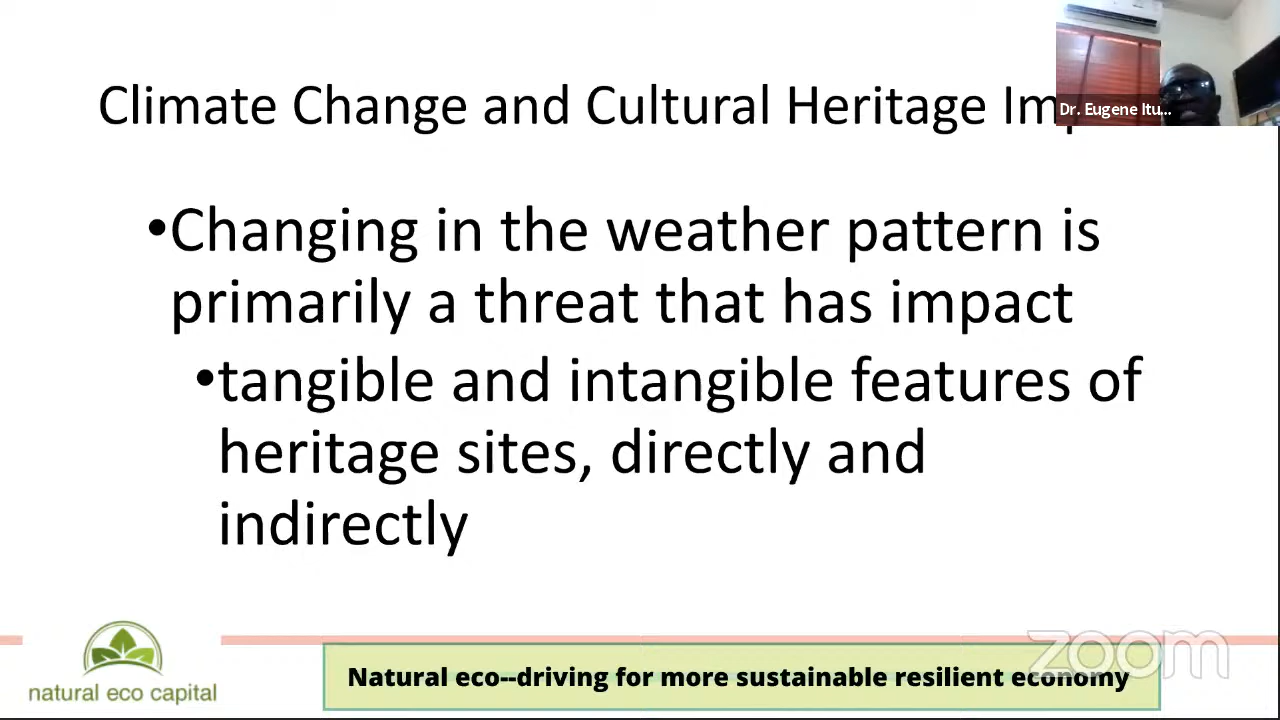 Climate Change and Cultural Heritage Imp
Dr. Eugene Itu...
•Changing in the weather pattern is
primarily a threat that has impact
•tangible and intangible features of
heritage sites, directly and
indirectly
natural eco capital
Natural eco--driving for more sustainable resilient economy
zoom